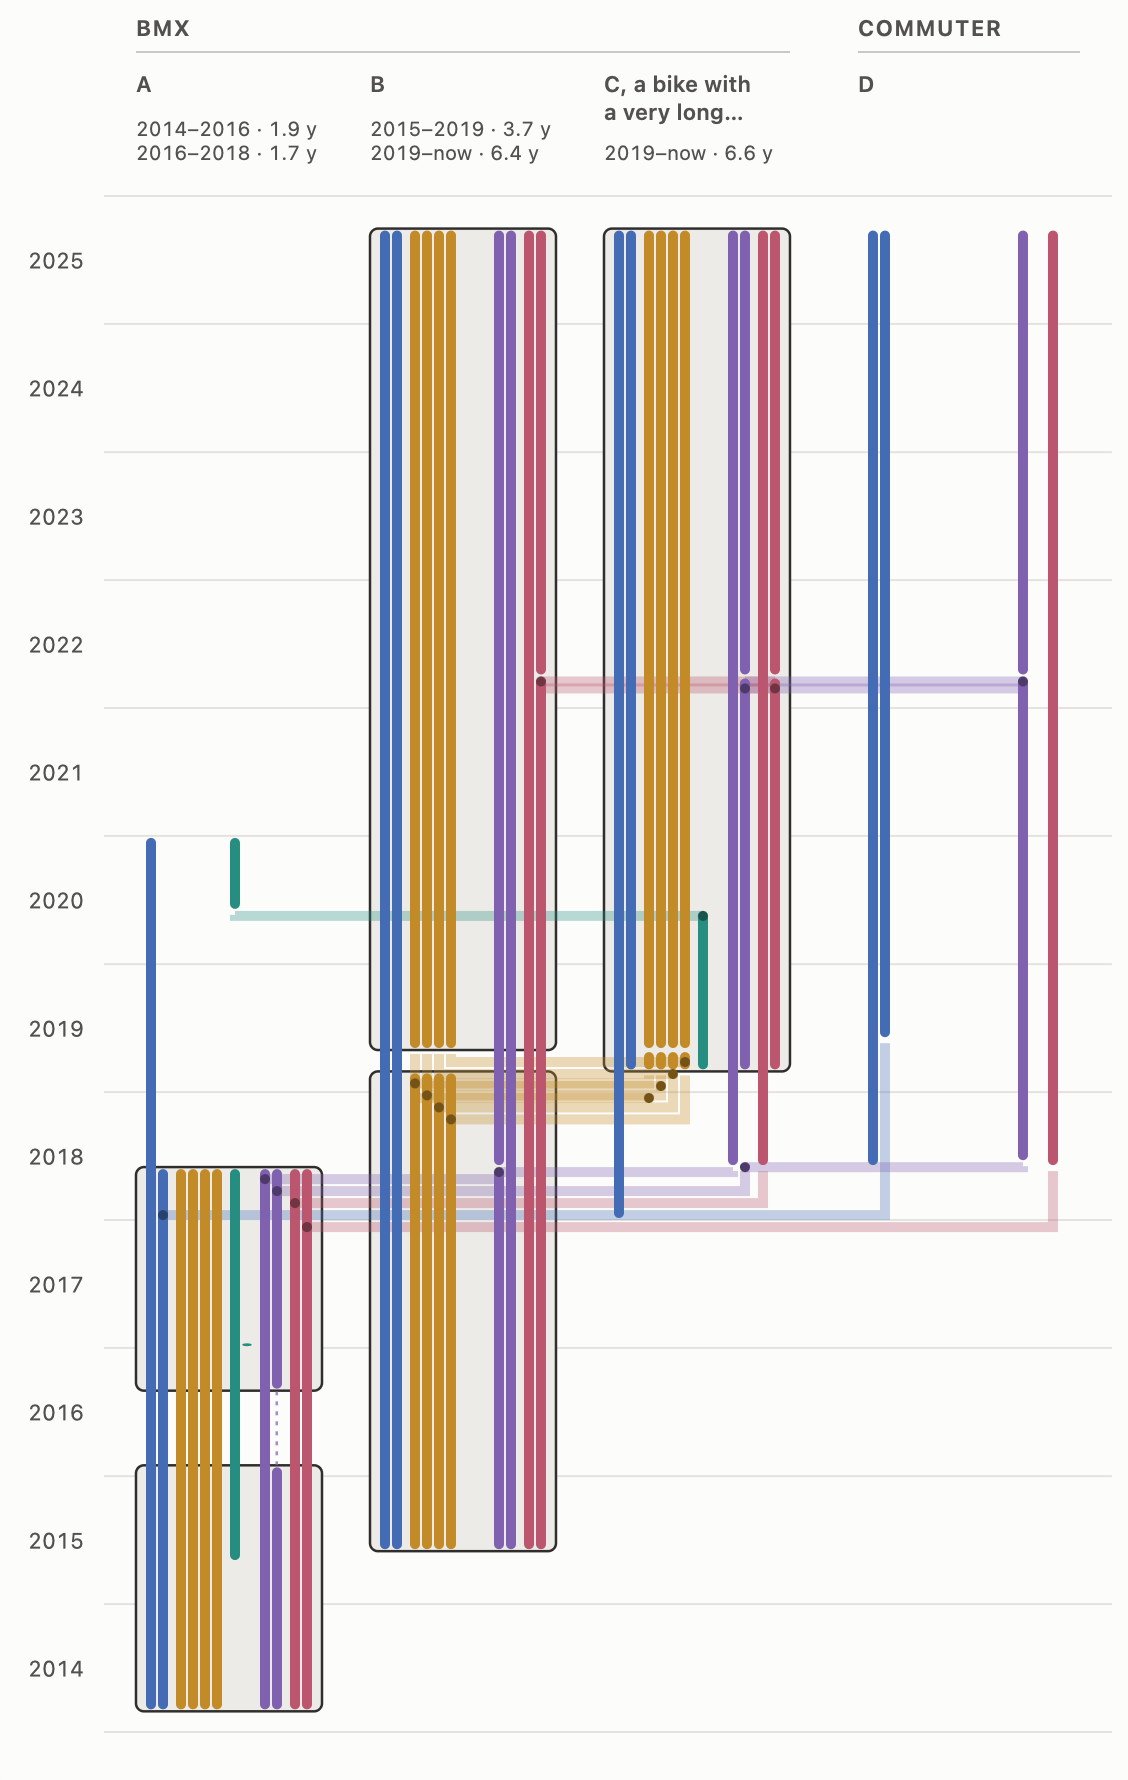 BMX
COMMUTER
A
B
C, a bike with
a very long…
D
2014–2016 · 1.9 y
2016–2018 · 1.7 y
2015–2019 · 3.7 y
2019–now · 6.4 y
2019–now · 6.6 y
2025
2024
2023
2022
2021
2020
2019
2018
2017
2016
2015
2014